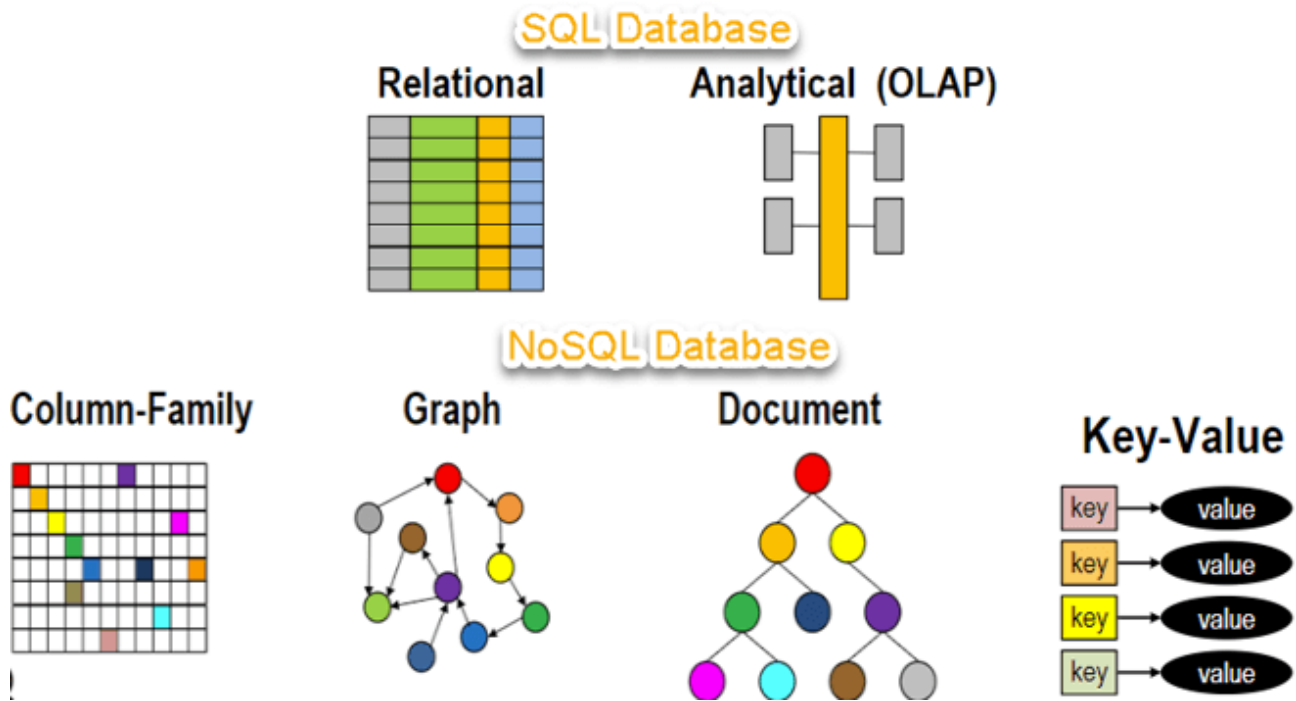 SQL Database
Relational
Analytical (OLAP)
NoSQL Database
Column-Family
Graph
Document
Key-Value
key value
key value
key value
key value